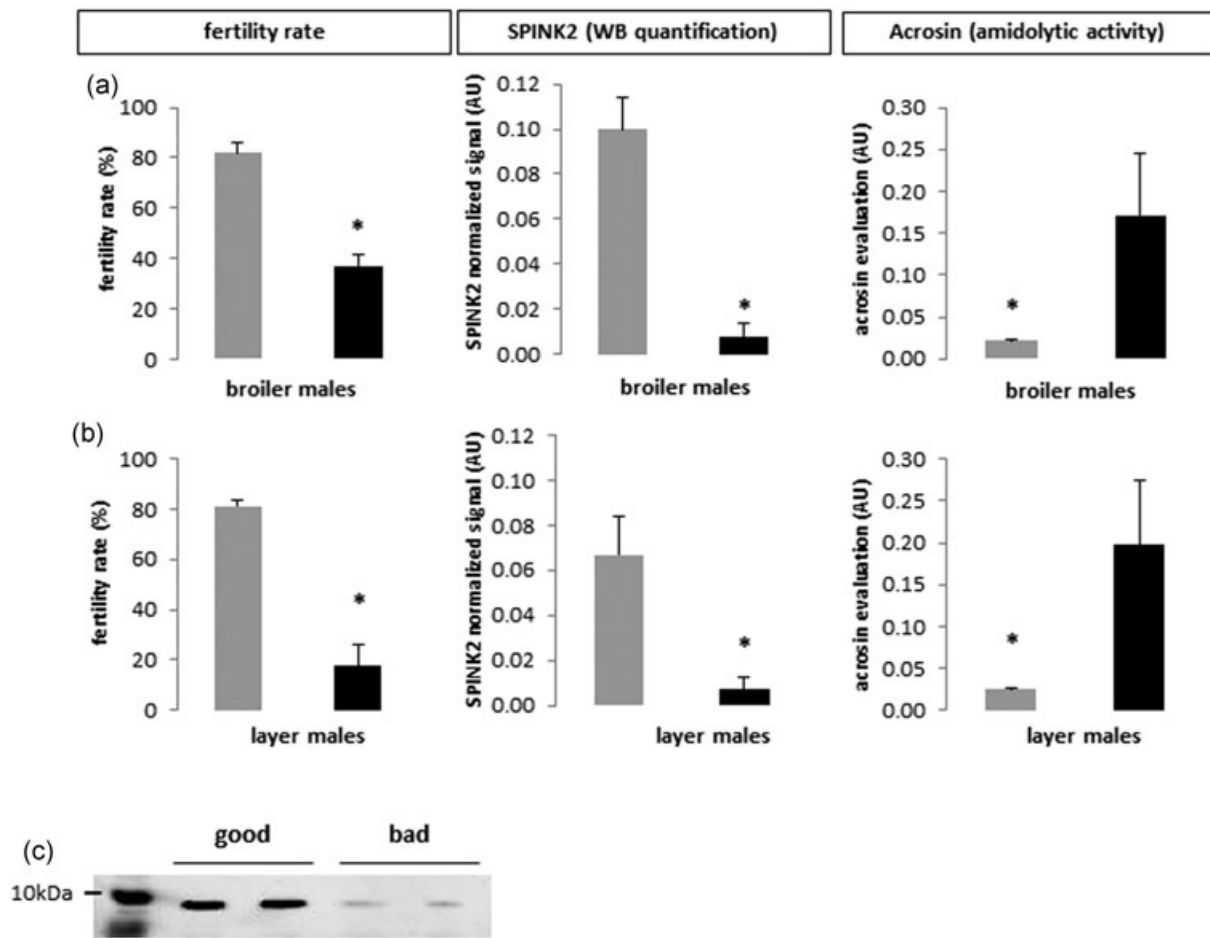 fertility rate
SPINK2 (WB quantification)
Acrosin (amidolytic activity)
(a)
fertility rate (%)
100
80
60
40
20
0
*
broiler males
SPINK2 normalized signal (AU)
0.12
0.10
0.08
0.06
0.04
0.02
0.00
*
broiler males
acrosin evaluation (AU)
0.30
0.25
0.20
0.15
0.10
0.05
0.00
*
broiler males
(b)
fertility rate (%)
100
80
60
40
20
0
*
layer males
SPINK2 normalized signal (AU)
0.12
0.10
0.08
0.06
0.04
0.02
0.00
*
layer males
acrosin evaluation (AU)
0.30
0.25
0.20
0.15
0.10
0.05
0.00
*
layer males
(c)
good
bad
10kDa